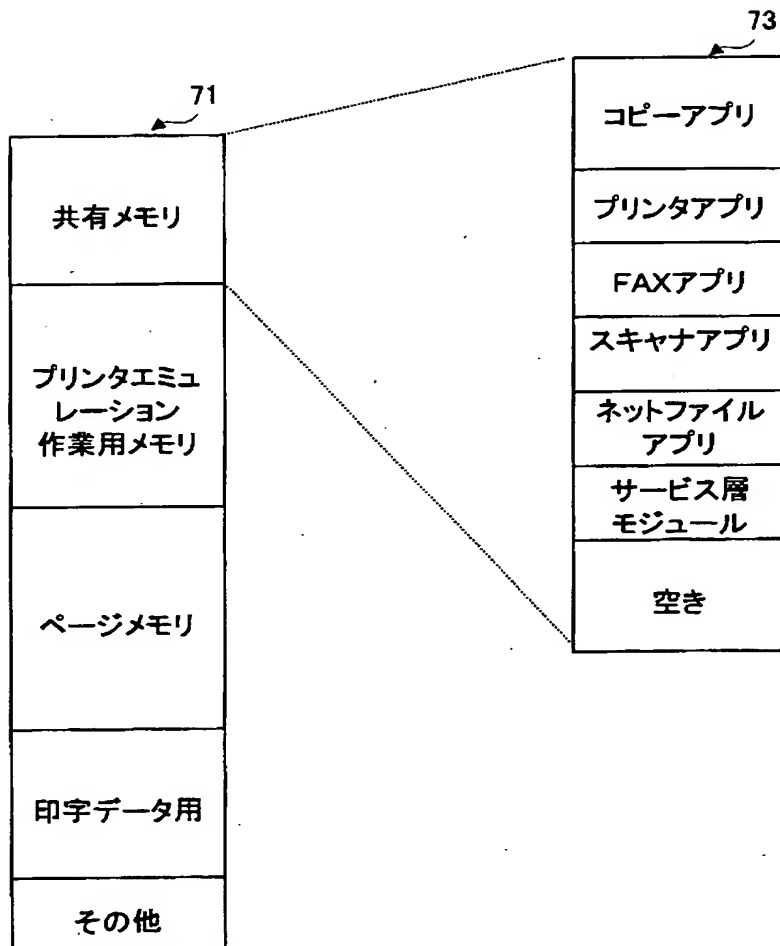 71
共有メモリ
プリンタエミュ
レーション
作業用メモリ
ページメモリ
印字データ用
その他
73
コピーアプリ
プリンタアプリ
FAXアプリ
スキャナアプリ
ネットファイル
アプリ
サービス層
モジュール
空き